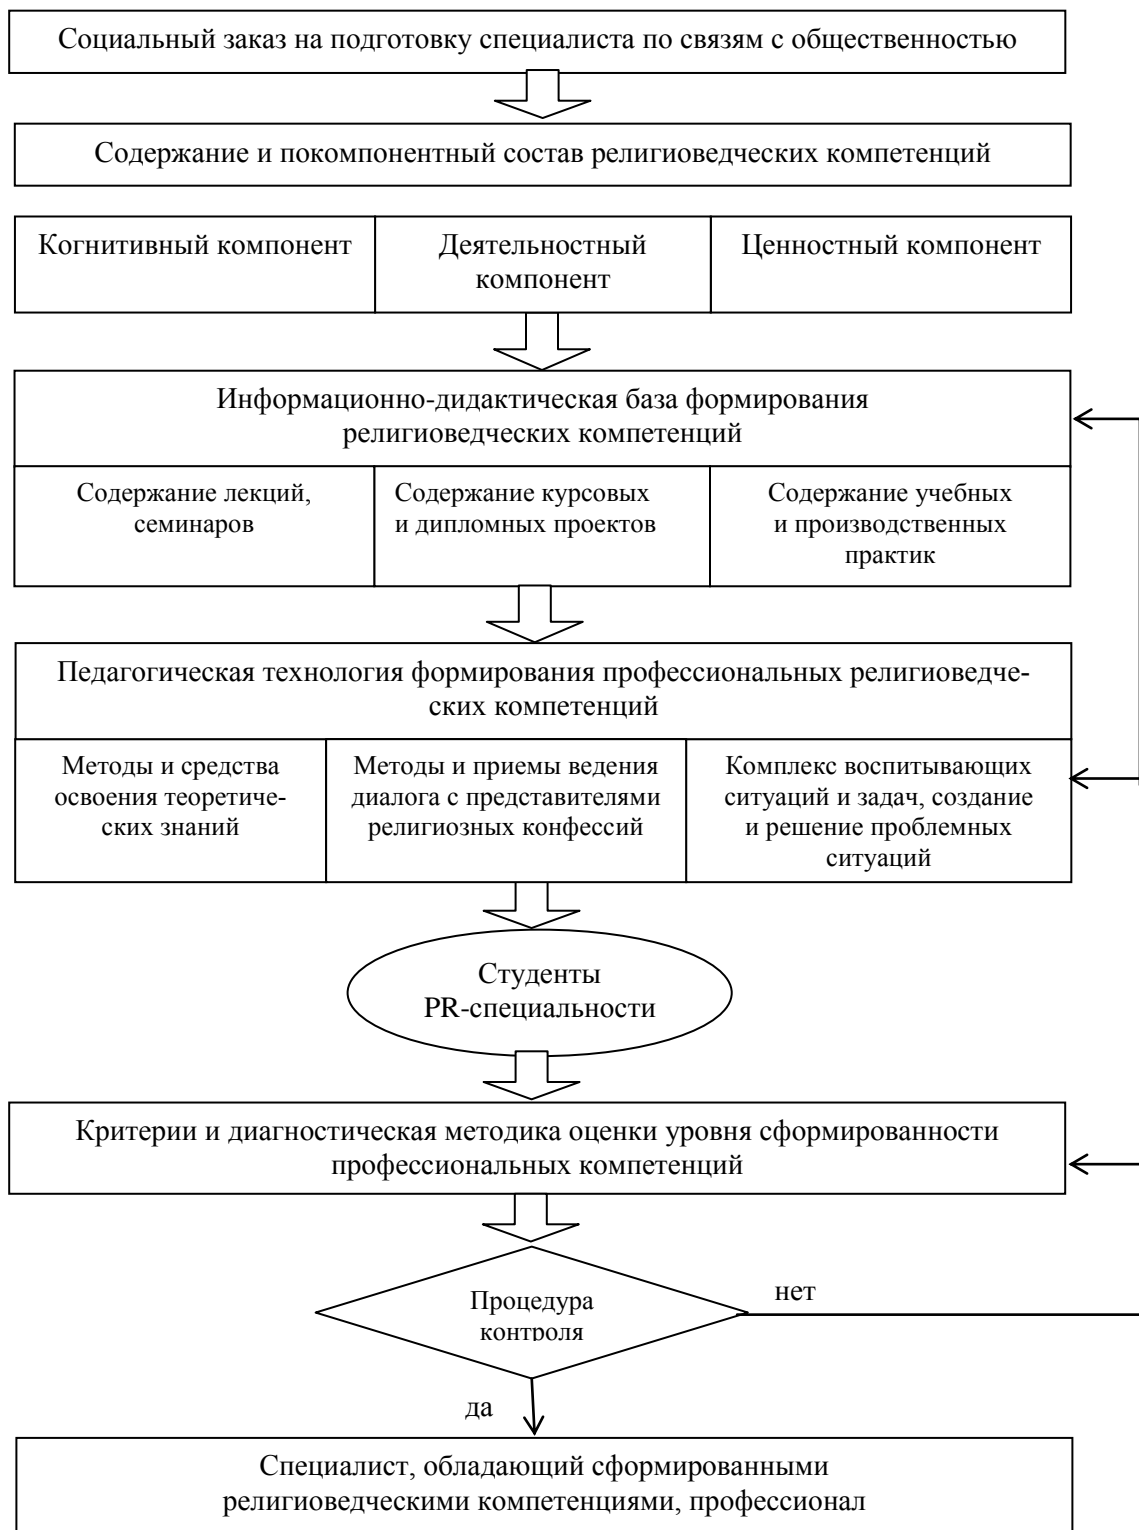 Социальный заказ на подготовку специалиста по связям с общественностью
Содержание и покомпонентный состав религиоведческих компетенций
Когнитивный компонент
Деятельностный
компонент
Ценностный компонент
Информационно-дидактическая база формирования
религиоведческих компетенций
Содержание лекций,
семинаров
Содержание курсовых
и дипломных проектов
Содержание учебных
и производственных
практик
Педагогическая технология формирования профессиональных религиоведче-
ских компетенций
Методы и средства
освоения теоретиче-
ских знаний
Методы и приемы ведения
диалога с представителями
религиозных конфессий
Комплекс воспитывающих
ситуаций и задач, создание
и решение проблемных
ситуаций
Студенты
PR-специальности
Критерии и диагностическая методика оценки уровня сформированности
профессиональных компетенций
Процедура
контроля
нет
да
Специалист, обладающий сформированными
религиоведческими компетенциями, профессионал